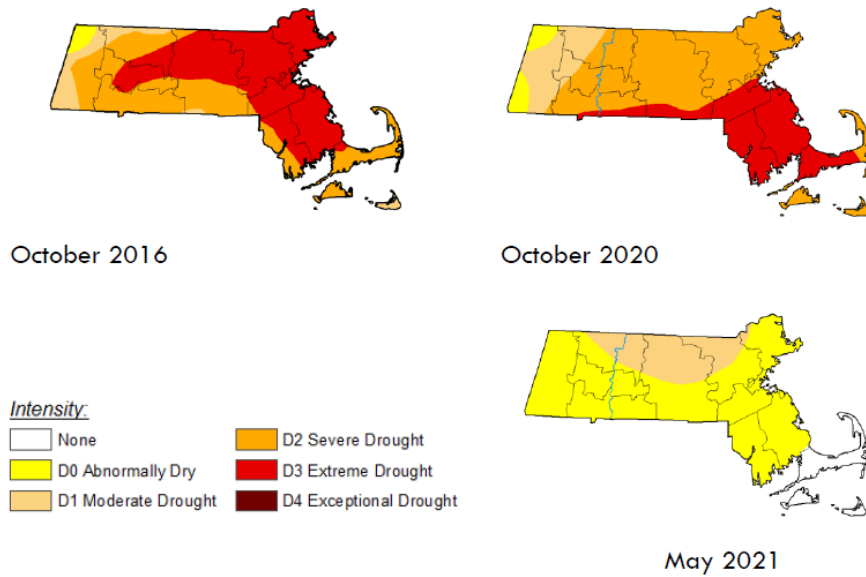 October 2016
October 2020
Intensity:
None
D0 Abnormally Dry
D1 Moderate Drought
D2 Severe Drought
D3 Extreme Drought
D4 Exceptional Drought
May 2021